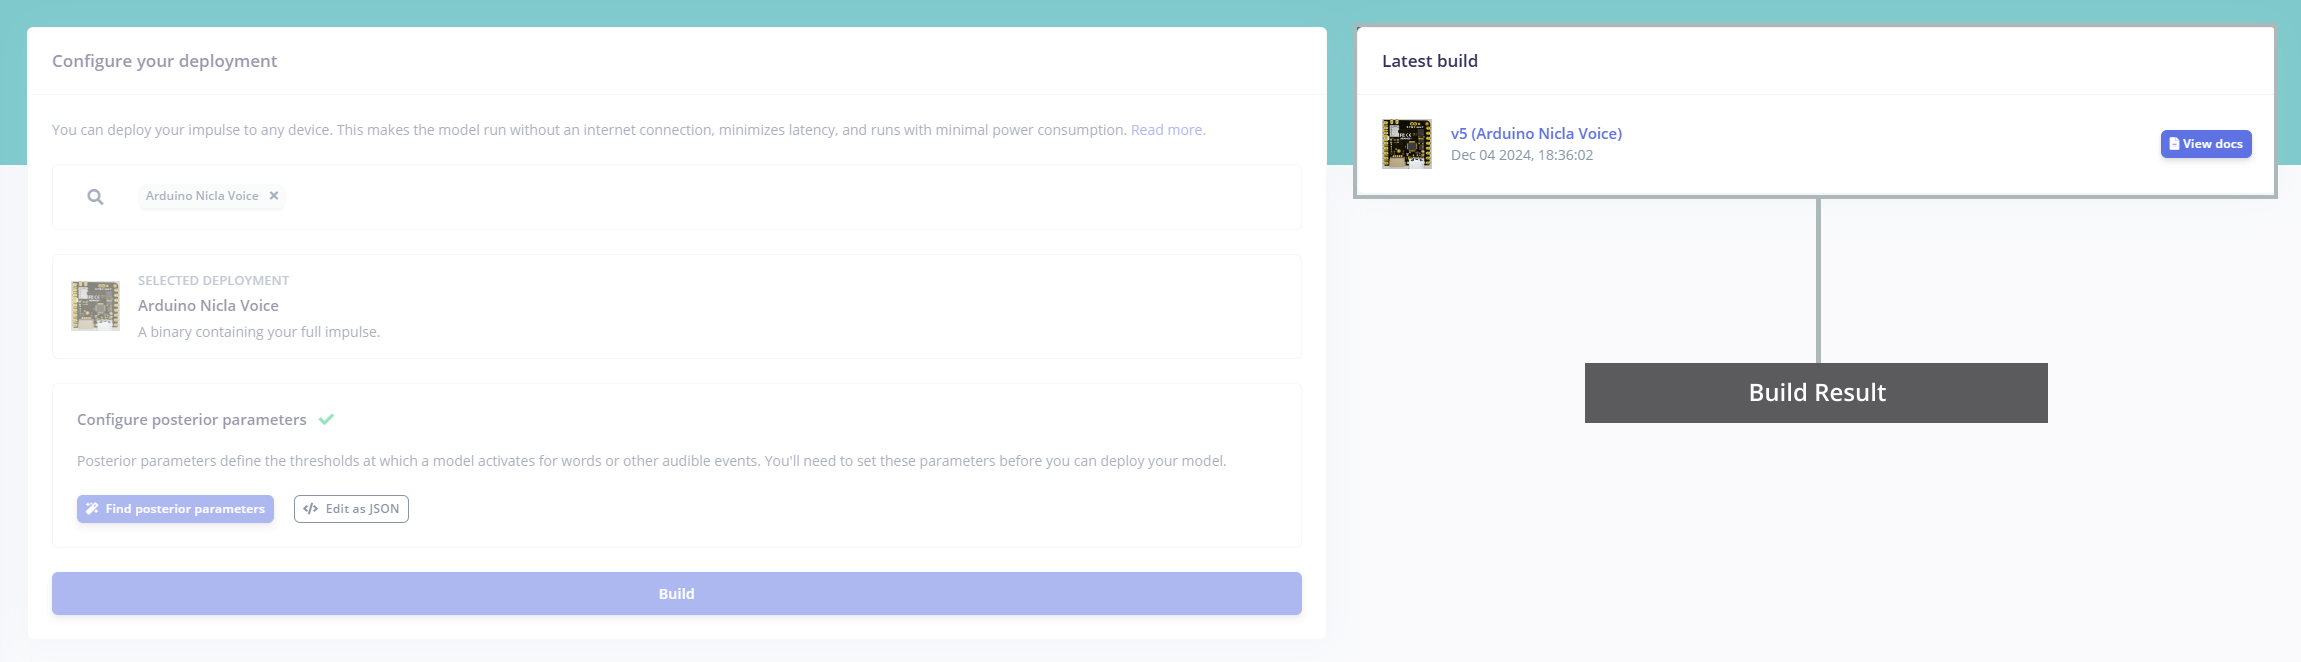 Configure your deployment
You can deploy your impulse to any device. This makes the model run without an internet connection, minimizes latency, and runs with minimal power consumption. Read more.
Arduino Nicla Voice
SELECTED DEPLOYMENT
Arduino Nicla Voice
A binary containing your full impulse.
Configure posterior parameters
Posterior parameters define the thresholds at which a model activates for words or other audible events. You'll need to set these parameters before you can deploy your model.
Find posterior parameters
Edit as JSON
Build
Latest build
v5 (Arduino Nicla Voice)
Dec 04 2024, 18:36:02
View docs
Build Result